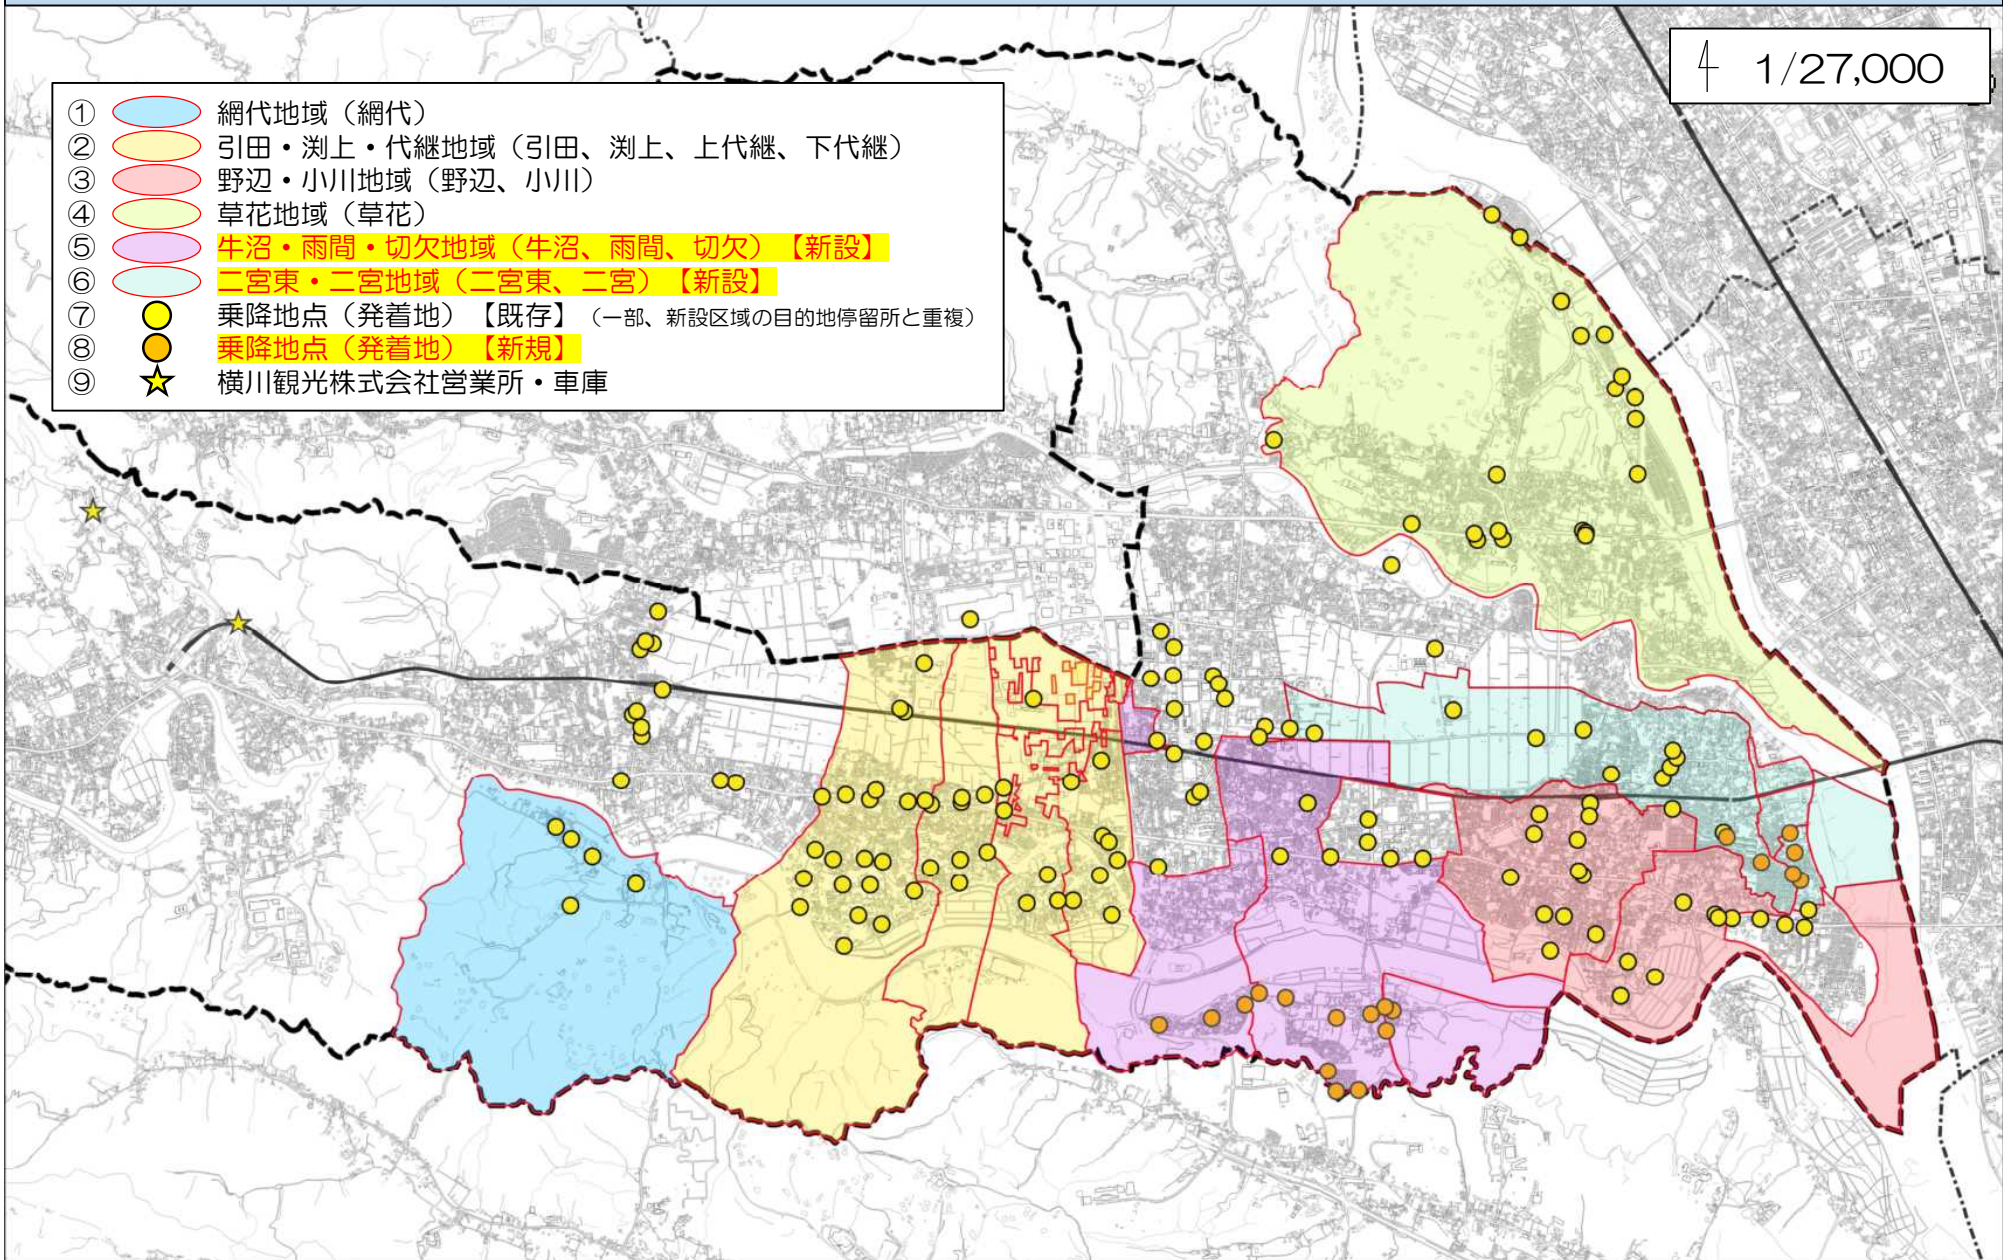 1/27,000
① 網代地域（網代）
② 引田・渕上・代継地域（引田、渕上、上代継、下代継）
③ 野辺・小川地域（野辺、小川）
④ 草花地域（草花）
⑤ 牛沼・雨間・切欠地域（牛沼、雨間、切欠）【新設】
⑥ 二宮東・二宮地域（二宮東、二宮）【新設】
⑦ 乗降地点（発着地）【既存】（一部、新設区域の目的地停留所と重複）
⑧ 乗降地点（発着地）【新規】
⑨ 横川観光株式会社営業所・車庫